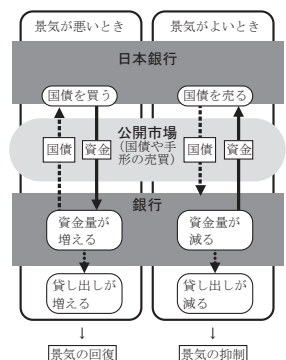 景気が悪いとき 景気がよいとき
日本銀行
国債を買う 国債を売る
公開市場
(国債や手
形の売買)
国債 資金 国債 資金
銀行
資金量が 資金量が
増える 減る
貸し出しが 貸し出しが
増える 減る
↓ ↓
景気の回復 景気の抑制